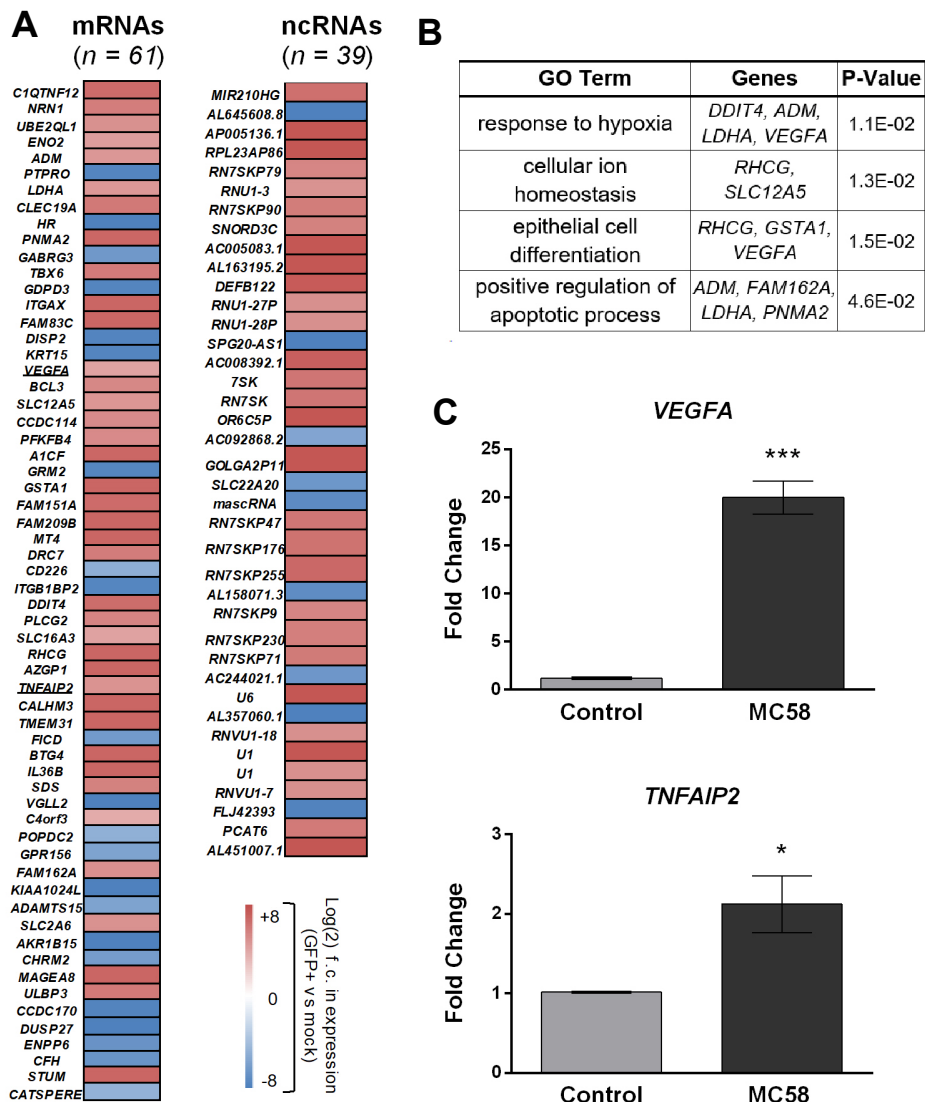 A
mRNAs
(n = 61)
C1QTNF12
NRN1
UBE2QL1
ENO2
ADM
PTPRO
LDHA
CLEC19A
HR
PNMA2
GABRG3
TBX6
GDPD3
ITGAX
FAM83C
DISP2
KRT15
VEGFA
BCL3
SLC12A5
CCDC114
PFKFB4
A1CF
GRM2
GSTA1
FAM151A
FAM209B
MT4
DRC7
CD226
ITGB1BP2
DDIT4
PLCG2
SLC16A3
RHCG
AZGP1
TNFAIP2
CALHM3
TMEM31
FICD
BTG4
IL36B
SDS
VGLL2
C4orf3
POPDC2
GPR156
FAM162A
KIAA1024L
ADAMTS15
SLC2A6
AKR1B15
CHRM2
MAGEA8
ULBP3
CCDC170
DUSP27
ENPP6
CFH
STUM
CATSPERE
ncRNAs
(n = 39)
MIR210HG
AL645608.8
AP005136.1
RPL23AP86
RN7SKP79
RNU1-3
RN7SKP90
SNORD3C
AC005083.1
AL163195.2
DEFB122
RNU1-27P
RNU1-28P
SPG20-AS1
AC008392.1
7SK
RN7SK
OR6C5P
AC092868.2
GOLGA2P11
SLC22A20
mascRNA
RN7SKP47
RN7SKP176
RN7SKP255
AL158071.3
RN7SKP9
RN7SKP230
RN7SKP71
AC244021.1
U6
AL357060.1
RNVU1-18
U1
U1
RNVU1-7
FLJ42393
PCAT6
AL451007.1
+8
0
-8
Log(2) f.c. in expression
(GFP+ vs mock)
B
GO Term Genes P-Value
response to hypoxia DDIT4, ADM, LDHA, VEGFA 1.1E-02
cellular ion homeostasis RHCG, SLC12A5 1.3E-02
epithelial cell differentiation RHCG, GSTA1, VEGFA 1.5E-02
positive regulation of apoptotic process ADM, FAM162A, LDHA, PNMA2 4.6E-02
C
VEGFA
Fold Change
25
20
15
10
5
0
***
Control MC58
TNFAIP2
Fold Change
3
2
1
0
*
Control MC58